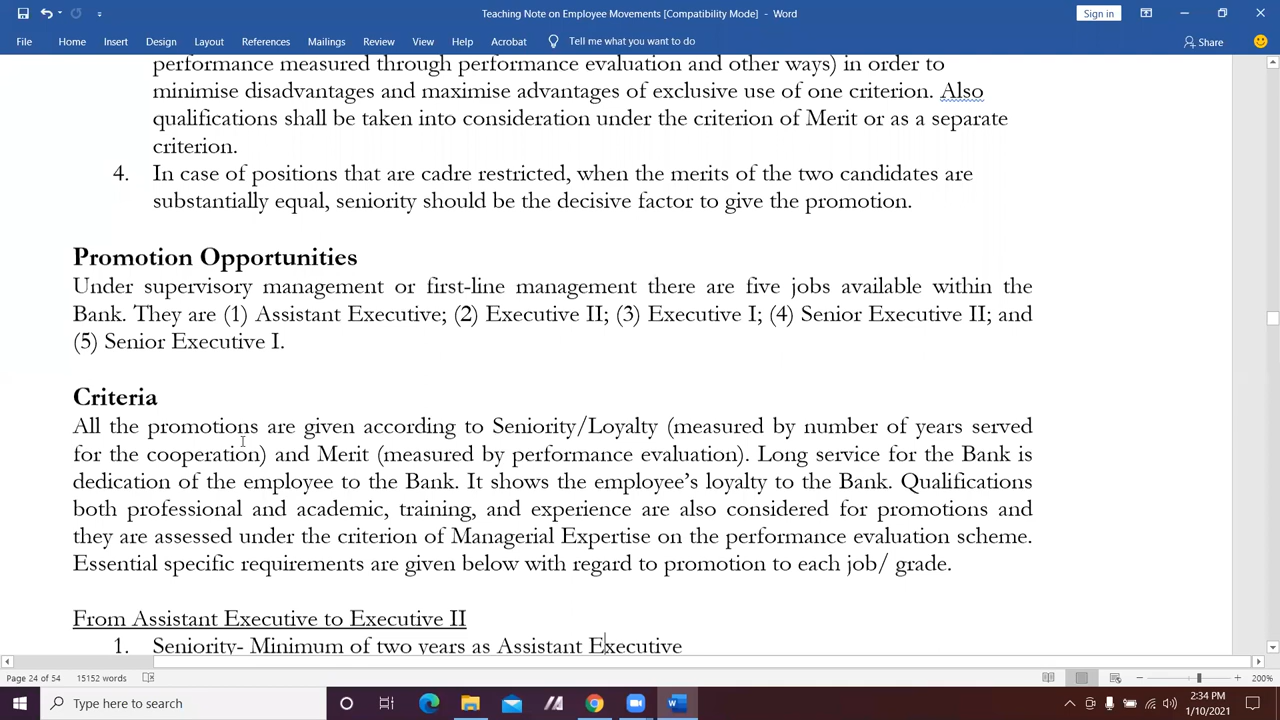 Teaching Note on Employee Movements [Compatibility Mode] - Word
Sign in
File Home Insert Design Layout References Mailings Review View Help Acrobat Tell me what you want to do Share
performance measured through performance evaluation and other ways) in order to
minimise disadvantages and maximise advantages of exclusive use of one criterion. Also
qualifications shall be taken into consideration under the criterion of Merit or as a separate
criterion.
4. In case of positions that are cadre restricted, when the merits of the two candidates are
substantially equal, seniority should be the decisive factor to give the promotion.
Promotion Opportunities
Under supervisory management or first-line management there are five jobs available within the
Bank. They are (1) Assistant Executive; (2) Executive II; (3) Executive I; (4) Senior Executive II; and
(5) Senior Executive I.
Criteria
All the promotions are given according to Seniority/Loyalty (measured by number of years served
for the cooperation) and Merit (measured by performance evaluation). Long service for the Bank is
dedication of the employee to the Bank. It shows the employee's loyalty to the Bank. Qualifications
both professional and academic, training, and experience are also considered for promotions and
they are assessed under the criterion of Managerial Expertise on the performance evaluation scheme.
Essential specific requirements are given below with regard to promotion to each job/ grade.
From Assistant Executive to Executive II
1. Seniority- Minimum of two years as Assistant Executive
Page 24 of 54 15152 words 200%
Type here to search
2:34 PM
1/10/2021